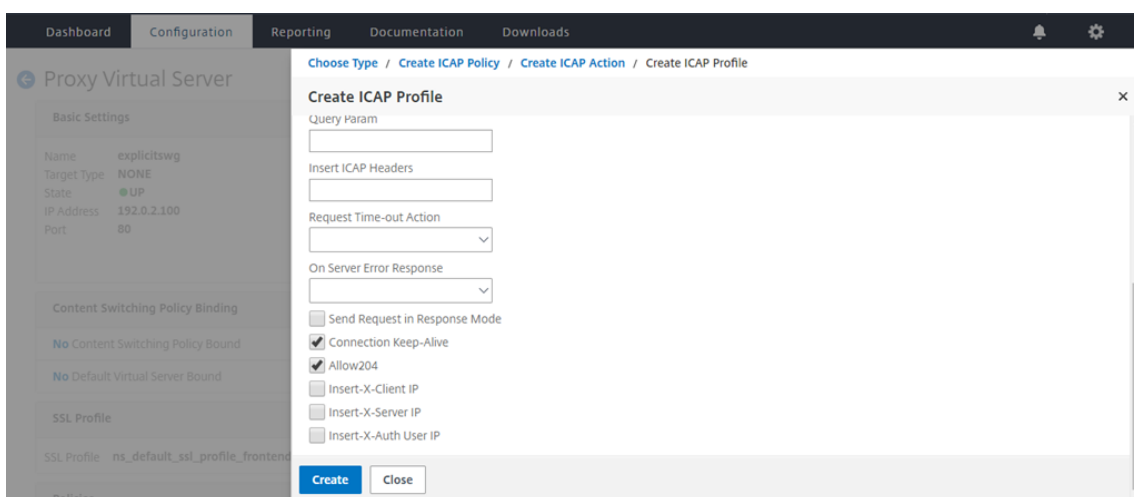 Dashboard Configuration Reporting Documentation Downloads
Proxy Virtual Server
Basic Settings
Name explicitswg
Target Type NONE
State UP
IP Address 192.0.2.100
Port 80
Content Switching Policy Binding
No Content Switching Policy Bound
No Default Virtual Server Bound
SSL Profile
SSL Profile ns_default_ssl_profile_frontend
Policies
Choose Type / Create ICAP Policy / Create ICAP Action / Create ICAP Profile
Create ICAP Profile
Query Param
Insert ICAP Headers
Request Time-out Action
On Server Error Response
Send Request in Response Mode
Connection Keep-Alive
Allow204
Insert-X-Client IP
Insert-X-Server IP
Insert-X-Auth User IP
Create Close